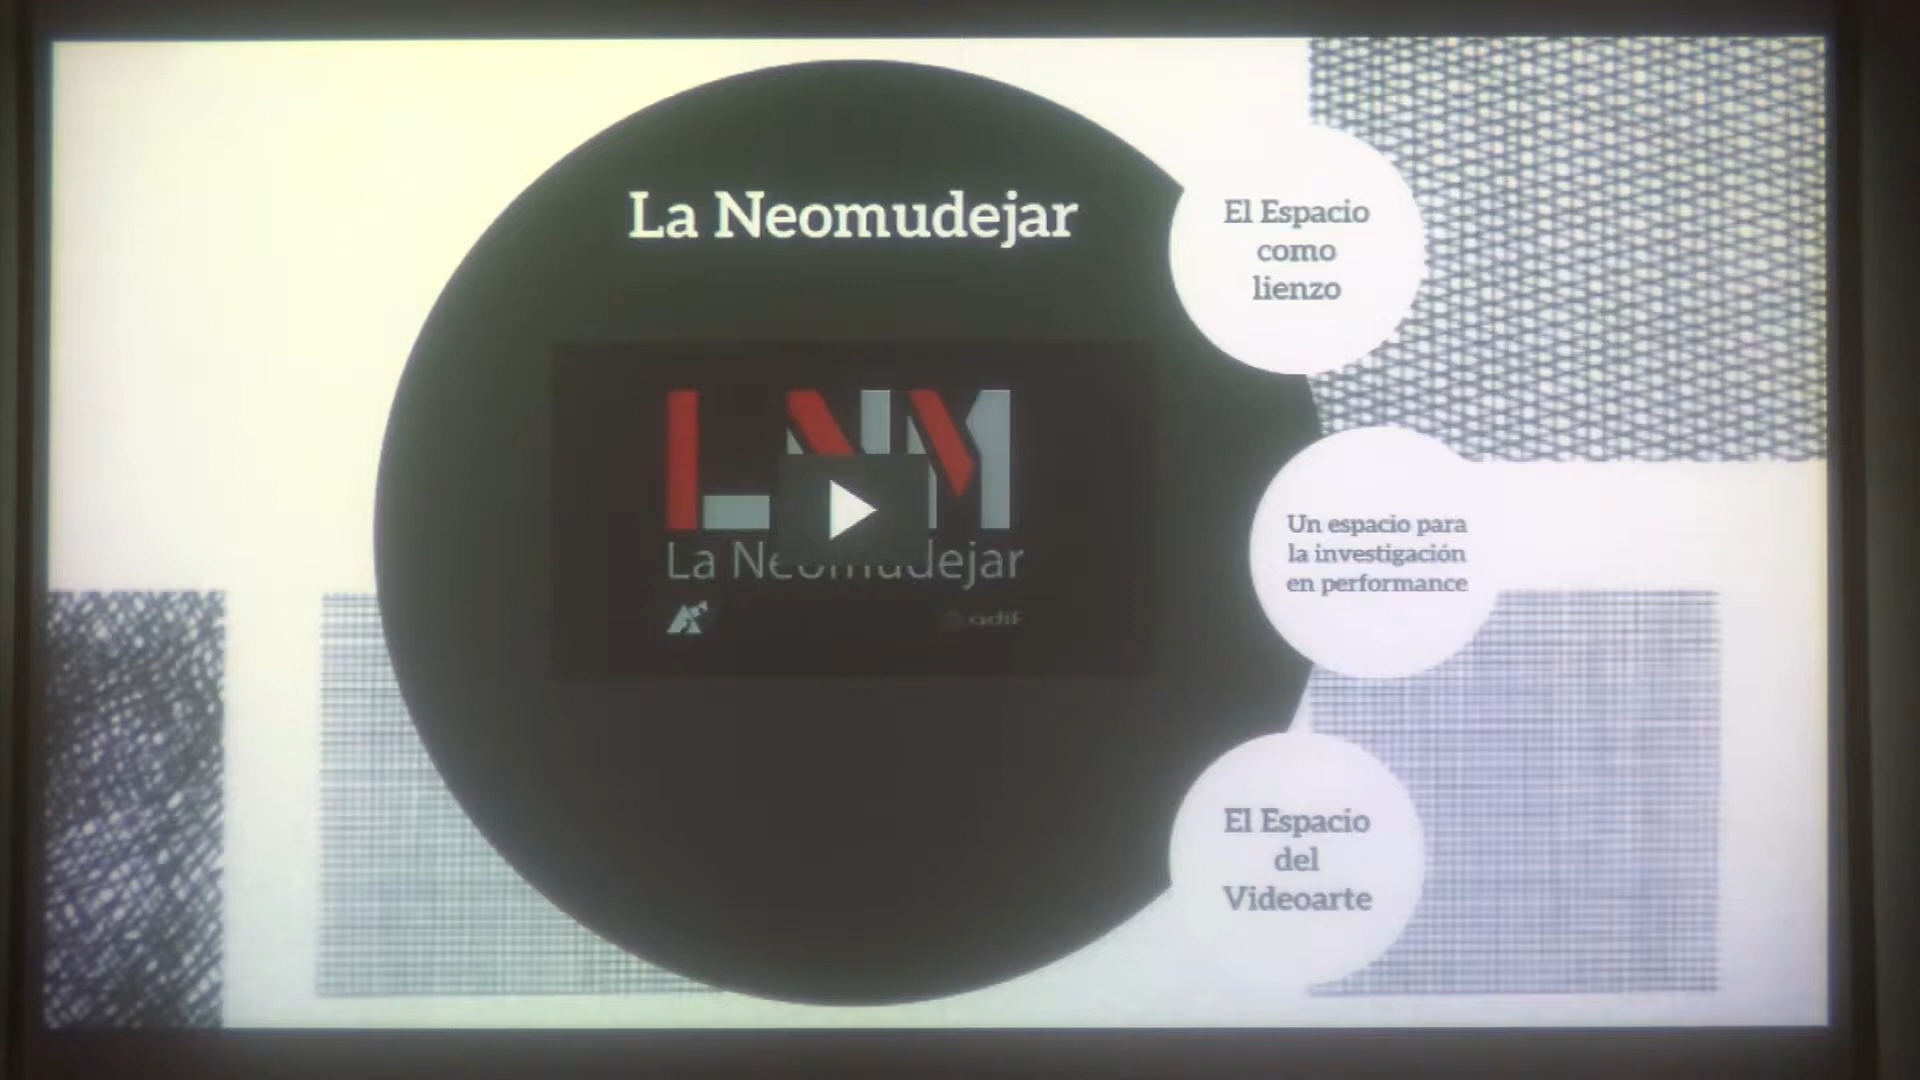 La Neomudejar
El Espacio
como
lienzo
LNM
La Neomudejar
adif
Un espacio para
la investigación
en performance
El Espacio
del
Videoarte